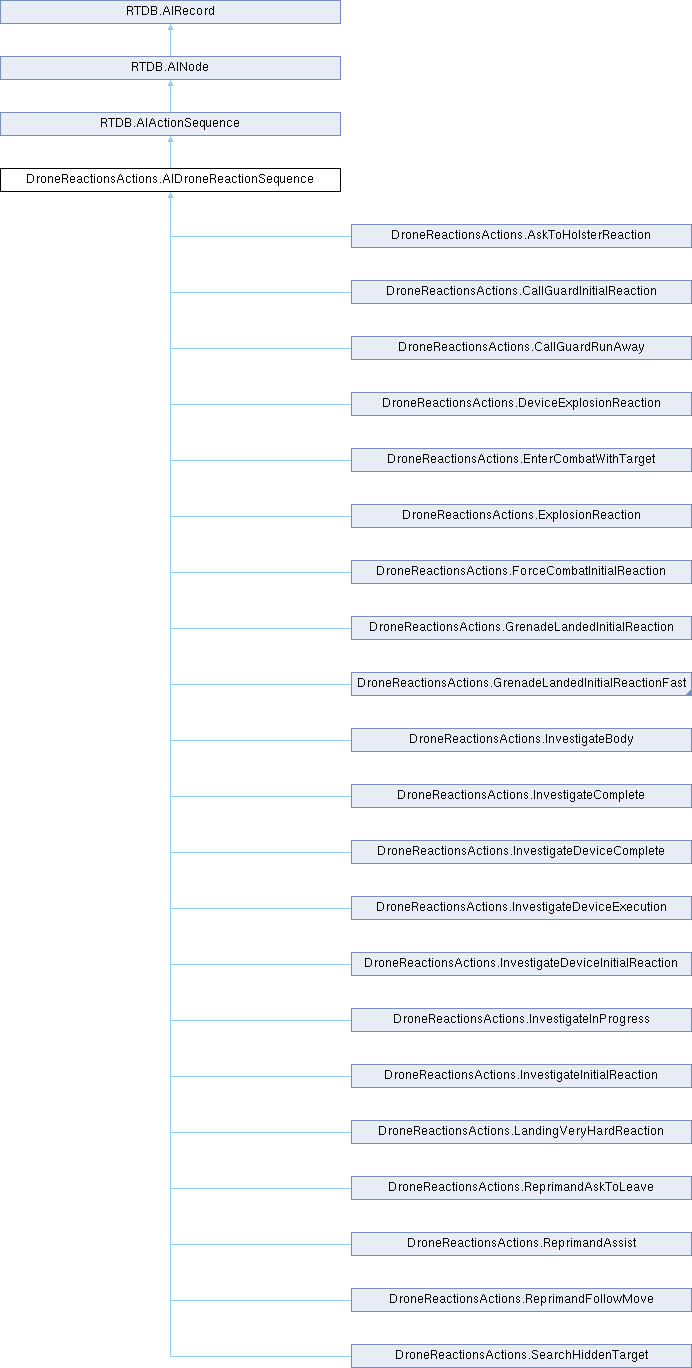 RTDB.AIRecord
RTDB.AINode
RTDB.AIActionSequence
DroneReactionsActions.AIDroneReactionSequence
DroneReactionsActions.AskToHolsterReaction
DroneReactionsActions.CallGuardInitialReaction
DroneReactionsActions.CallGuardRunAway
DroneReactionsActions.DeviceExplosionReaction
DroneReactionsActions.EnterCombatWithTarget
DroneReactionsActions.ExplosionReaction
DroneReactionsActions.ForceCombatInitialReaction
DroneReactionsActions.GrenadeLandedInitialReaction
DroneReactionsActions.GrenadeLandedInitialReactionFast
DroneReactionsActions.InvestigateBody
DroneReactionsActions.InvestigateComplete
DroneReactionsActions.InvestigateDeviceComplete
DroneReactionsActions.InvestigateDeviceExecution
DroneReactionsActions.InvestigateDeviceInitialReaction
DroneReactionsActions.InvestigateInProgress
DroneReactionsActions.InvestigateInitialReaction
DroneReactionsActions.LandingVeryHardReaction
DroneReactionsActions.ReprimandAskToLeave
DroneReactionsActions.ReprimandAssist
DroneReactionsActions.ReprimandFollowMove
DroneReactionsActions.SearchHiddenTarget